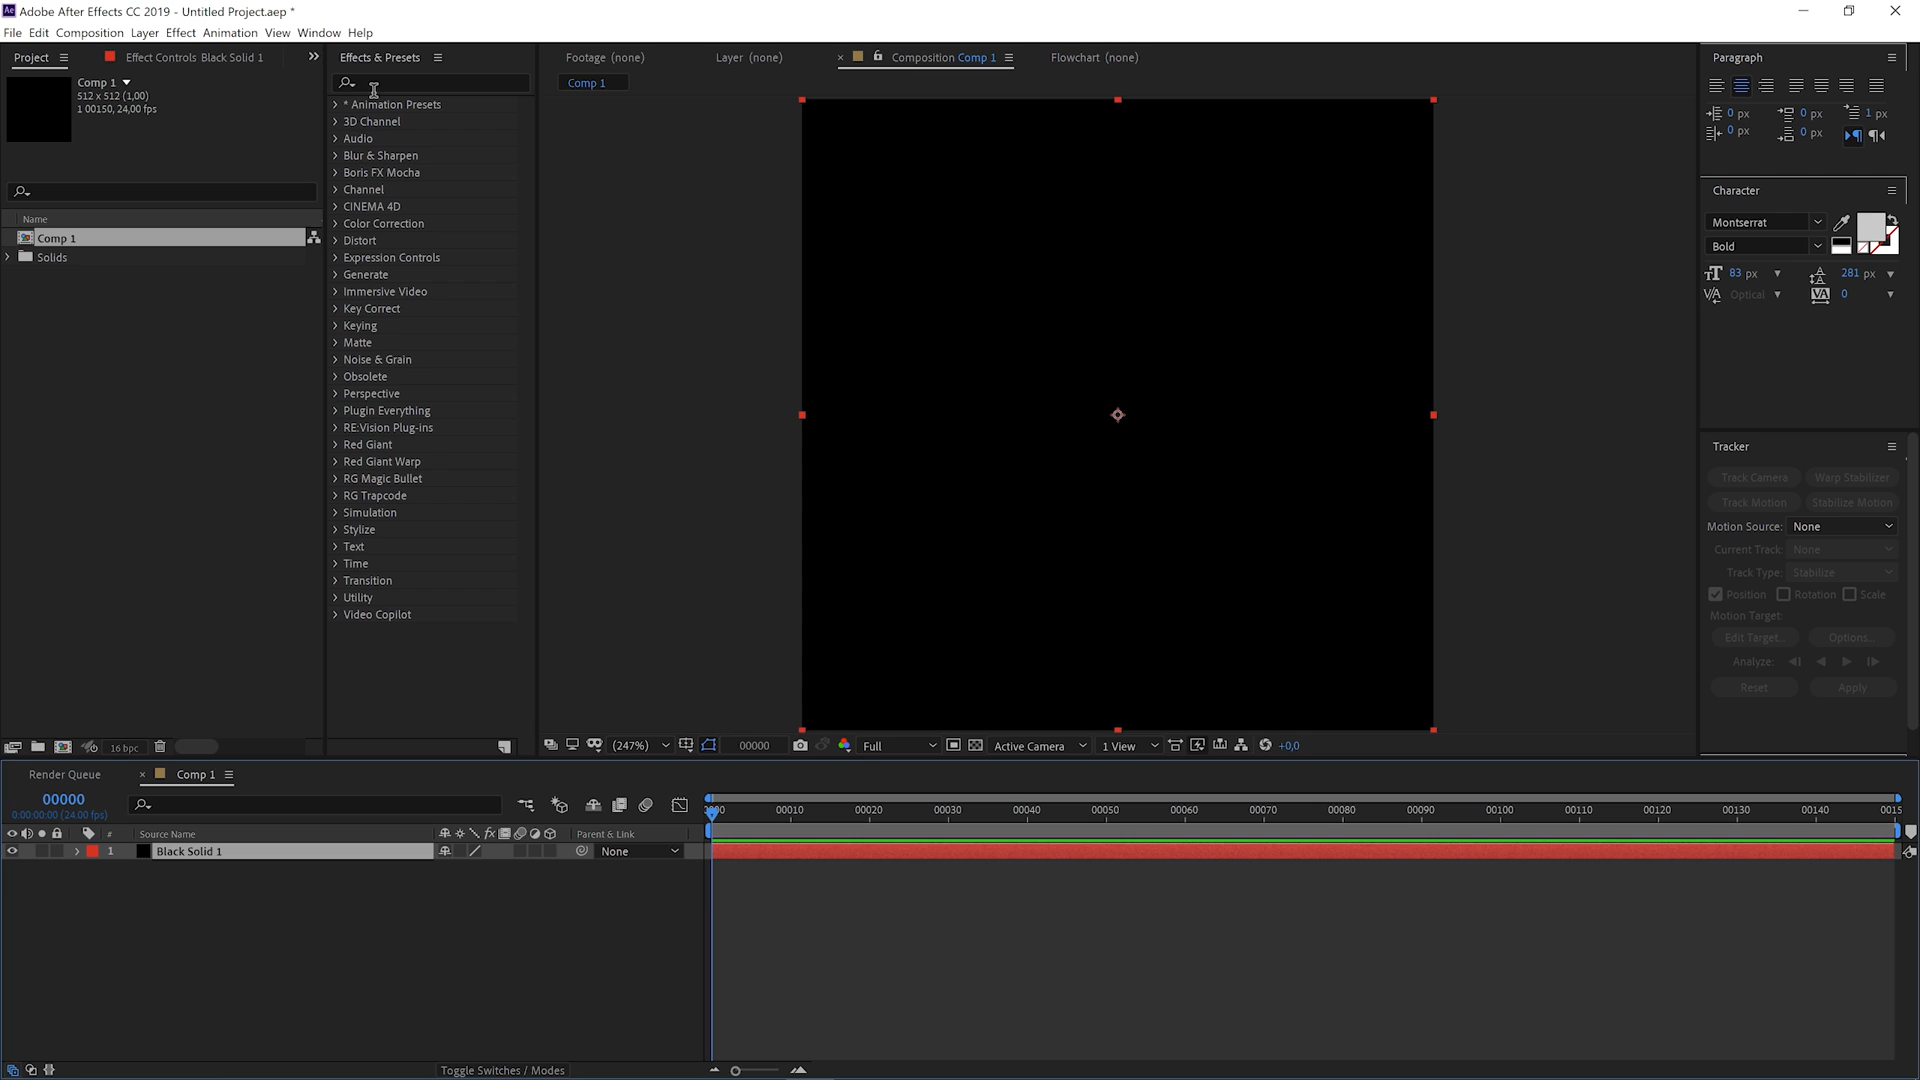 Adobe After Effects CC 2019 - Untitled Project.aep *
File Edit Composition Layer Effect Animation View Window Help
Project
Effect Controls Black Solid 1
Comp 1
512 x 512 (1,00)
1 00150, 24,00 fps
Name
Comp 1
Solids
16 bpc
Effects & Presets
* Animation Presets
3D Channel
Audio
Blur & Sharpen
Boris FX Mocha
Channel
CINEMA 4D
Color Correction
Distort
Expression Controls
Generate
Immersive Video
Key Correct
Keying
Matte
Noise & Grain
Obsolete
Perspective
Plugin Everything
RE:Vision Plug-ins
Red Giant
Red Giant Warp
RG Magic Bullet
RG Trapcode
Simulation
Stylize
Text
Time
Transition
Utility
Video Copilot
Footage (none)
Layer (none)
Composition Comp 1
Flowchart (none)
Comp 1
(247%)
00000
Full
Active Camera
1 View
+0,0
Paragraph
0 px
0 px
1 px
0 px
0 px
Character
Montserrat
Bold
83 px
281 px
Optical
0
Tracker
Track Camera
Warp Stabilizer
Track Motion
Stabilize Motion
Motion Source: None
Current Track: None
Track Type: Stabilize
Position Rotation Scale
Motion Target:
Edit Target...
Options...
Analyze:
Reset
Apply
Render Queue
Comp 1
00000
0:00:00:00 (24.00 fps)
00010 00020 00030 00040 00050 00060 00070 00080 00090 00100 00110 00120 00130 00140 0015
# Source Name
Parent & Link
1 Black Solid 1
None
Toggle Switches / Modes